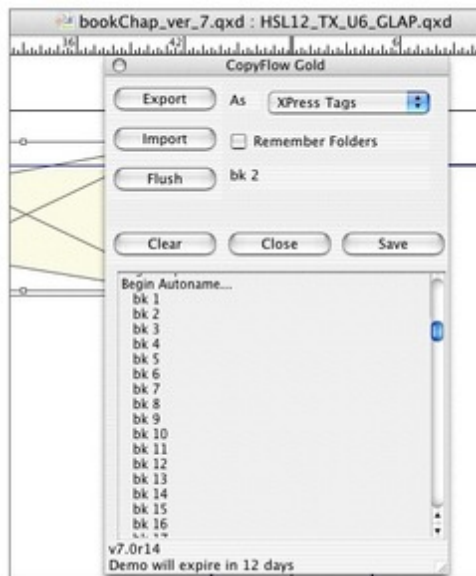 bookChap_ver_7.qxd : HSL12_TX_U6_GLAP.qxd
36 42 6
CopyFlow Gold
Export As XPress Tags
Import Remember Folders
Flush bk 2
Clear Close Save
Begin Autoname...
bk 1
bk 2
bk 3
bk 4
bk 5
bk 6
bk 7
bk 8
bk 9
bk 10
bk 11
bk 12
bk 13
bk 14
bk 15
bk 16
v7.0r14
Demo will expire in 12 days